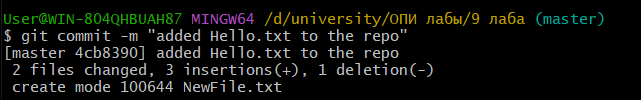 User@WIN-8O4QHBUAH87 MINGW64 /d/university/ОПИ лабы/9 лаба (master)
$ git commit -m "added Hello.txt to the repo"
[master 4cb8390] added Hello.txt to the repo
 2 files changed, 3 insertions(+), 1 deletion(-)
 create mode 100644 NewFile.txt